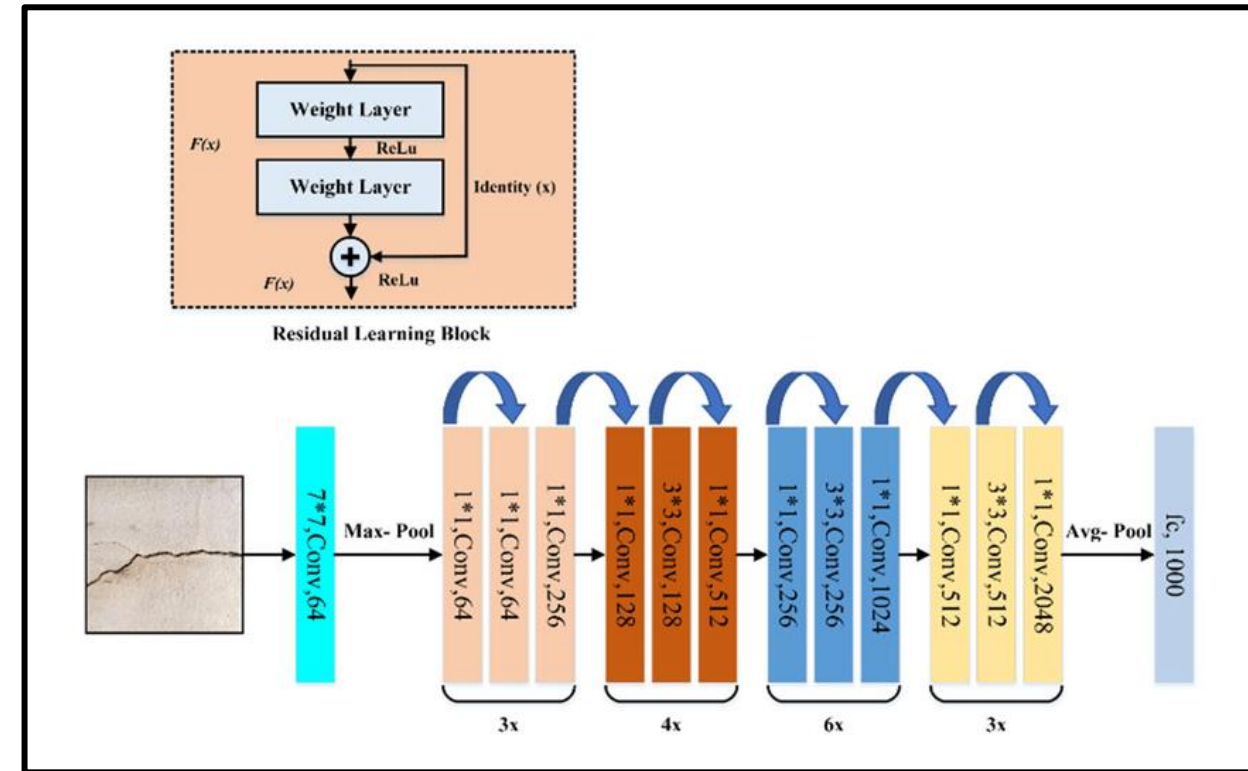 Weight Layer
F(x)
ReLu
Weight Layer
Identity (x)
+
F(x)
ReLu
Residual Learning Block
7*7,Conv,64
Max- Pool
1*1,Conv,64
1*1,Conv,64
1*1,Conv,256
1*1,Conv,128
3*3,Conv,128
1*1,Conv,512
1*1,Conv,256
3*3,Conv,256
1*1,Conv,1024
1*1,Conv,512
3*3,Conv,512
1*1,Conv,2048
Avg- Pool
fc, 1000
3x
4x
6x
3x